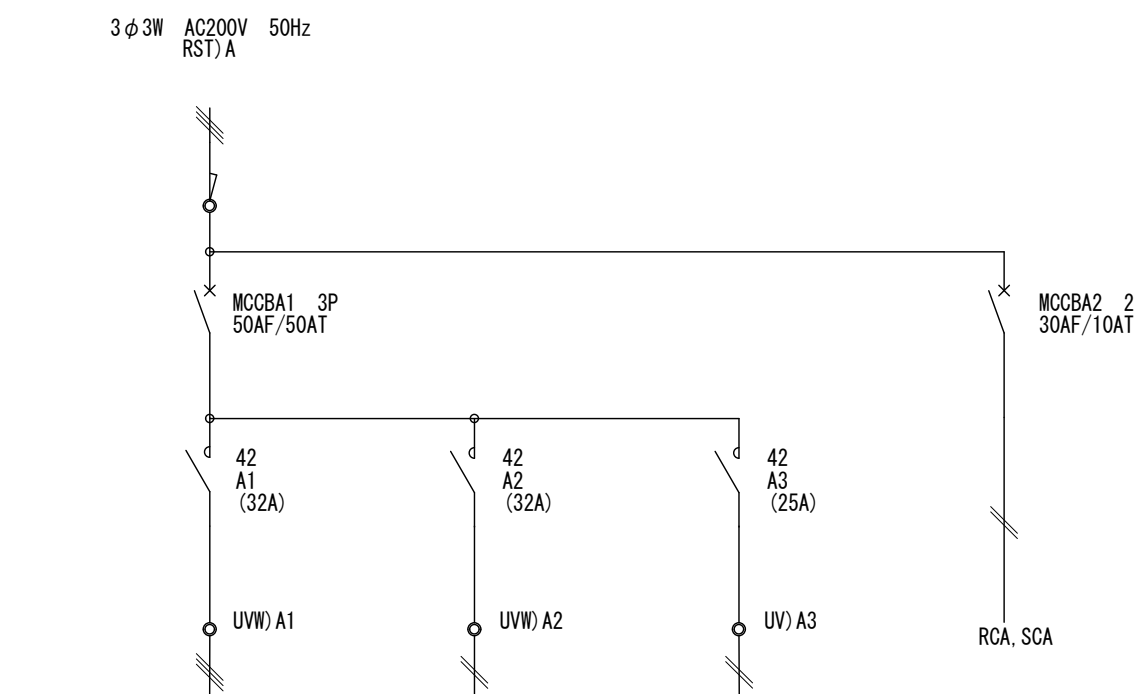 3φ3W AC200V 50Hz
RST)A
MCCBA1 3P
50AF/50AT
MCCBA2 2
30AF/10AT
42
A1
(32A)
42
A2
(32A)
42
A3
(25A)
UVW)A1
UVW)A2
UV)A3
RCA,SCA